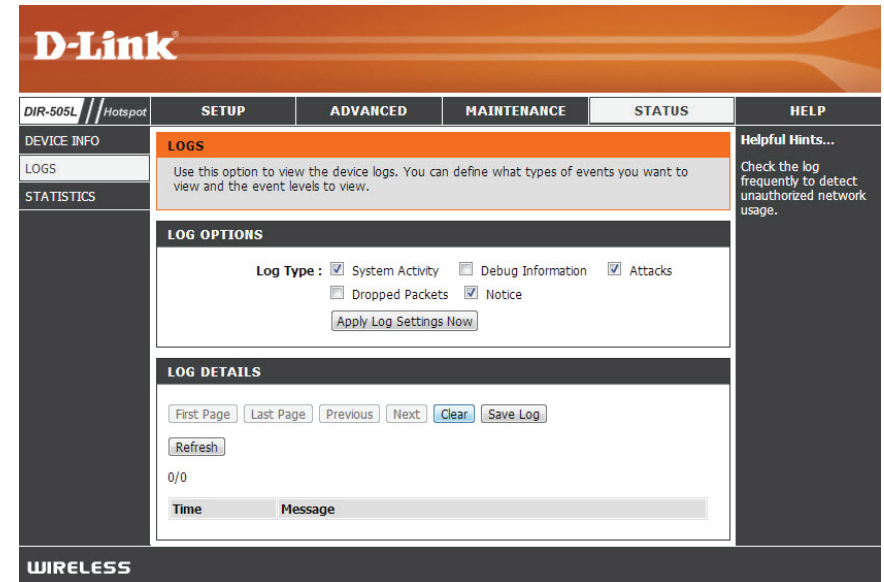 D-Link
DIR-505L // Hotspot
SETUP
ADVANCED
MAINTENANCE
STATUS
HELP
DEVICE INFO
LOGS
STATISTICS
LOGS
Use this option to view the device logs. You can define what types of events you want to
view and the event levels to view.
LOG OPTIONS
Log Type : System Activity Debug Information Attacks
Dropped Packets Notice
Apply Log Settings Now
LOG DETAILS
First Page Last Page Previous Next Clear Save Log
Refresh
0/0
Time Message
Helpful Hints...
Check the log
frequently to detect
unauthorized network
usage.
WIRELESS